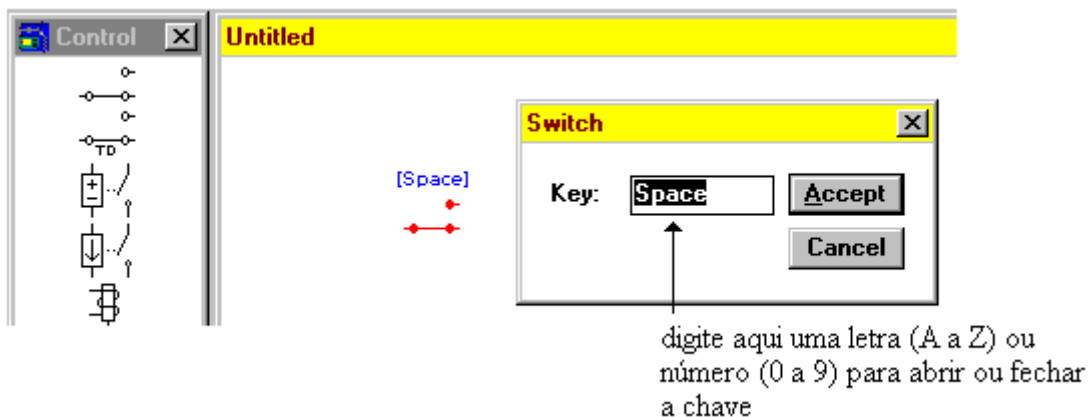 Control
Untitled
TD
[Space]
Switch
Key: Space Accept
Cancel
digite aqui uma letra (A a Z) ou
número (0 a 9) para abrir ou fechar
a chave